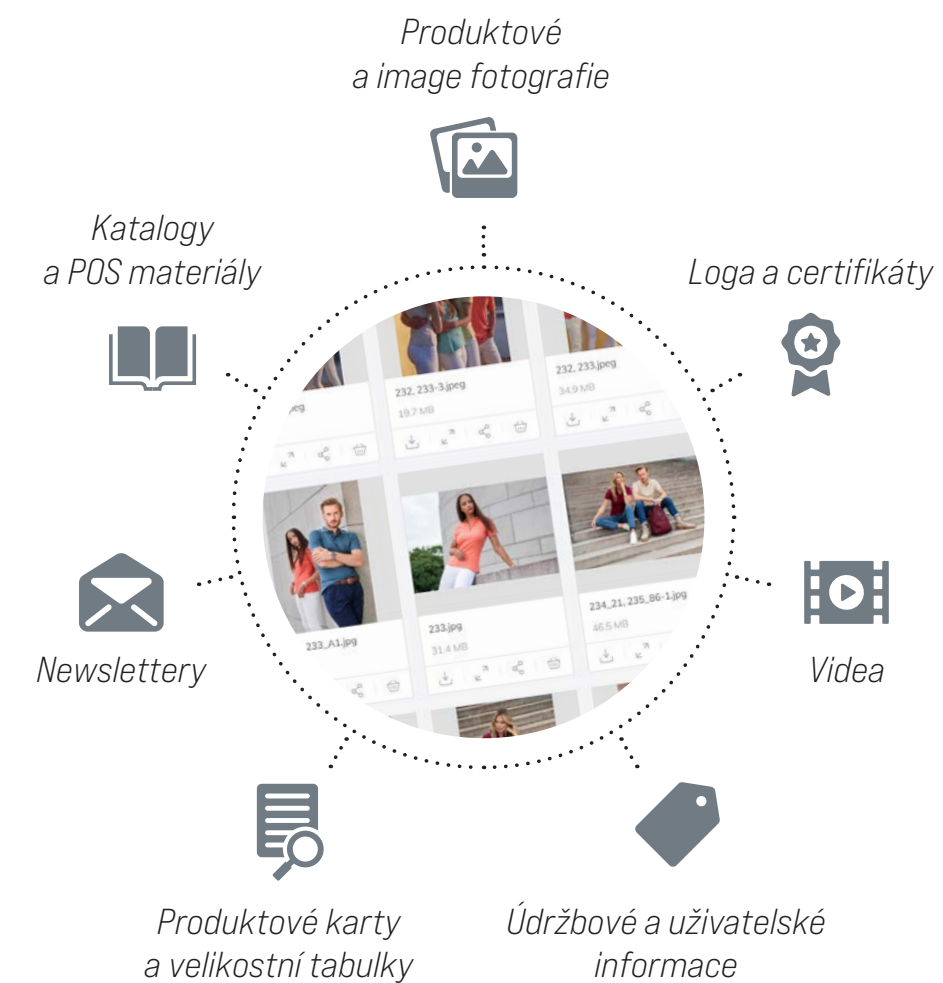 Produktové
a image fotografie
Katalogy
a POS materiály
Loga a certifikáty
232, 233-3.jpeg
19.7 MB
232, 233.jpeg
34.9 MB
233_A1.jpg
233.jpg
31.4 MB
234_21, 235_B6-1.jpg
46.5 MB
Newslettery
Videa
Produktové karty
a velikostní tabulky
Údržbové a uživatelské
informace